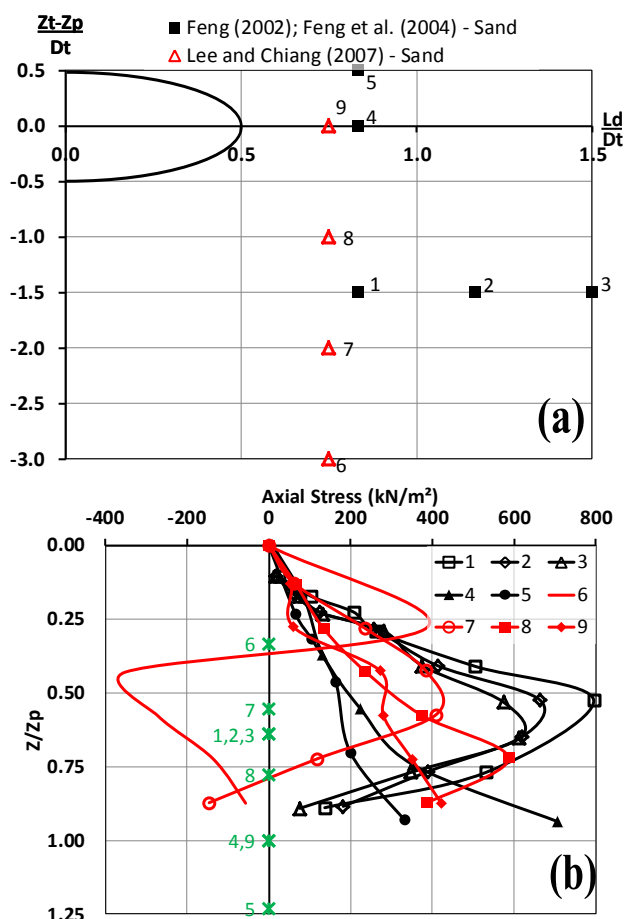 Zt-Zp
Dt
■ Feng (2002); Feng et al. (2004) - Sand
△ Lee and Chiang (2007) - Sand
0.5
5
9
4
Ld
Dt
0.0
0.0
0.5
1.0
1.5
-0.5
-1.0
8
-1.5
1
2
3
-2.0
7
(a)
-3.0
6
Axial Stress (kN/m²)
-400 -200 0 200 400 600 800
0.00
1 2 3
4 5 6
7 8 9
0.25
6
0.50
7
1,2,3
Z/Zp
0.75
8
1.00
4,9
(b)
5
1.25